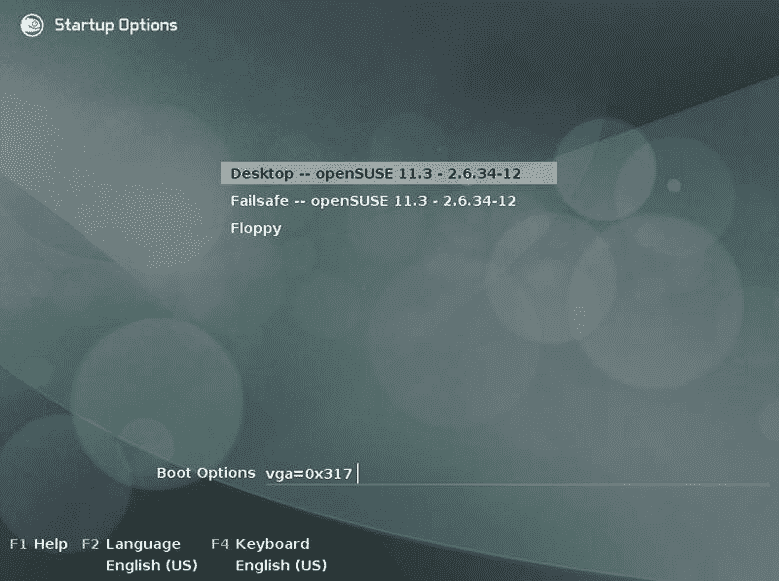 Startup Options
Desktop -- openSUSE 11.3 - 2.6.34-12
Failsafe -- openSUSE 11.3 - 2.6.34-12
Floppy
Boot Options vga=0x317
F1 Help F2 Language F4 Keyboard
English (US) English (US)